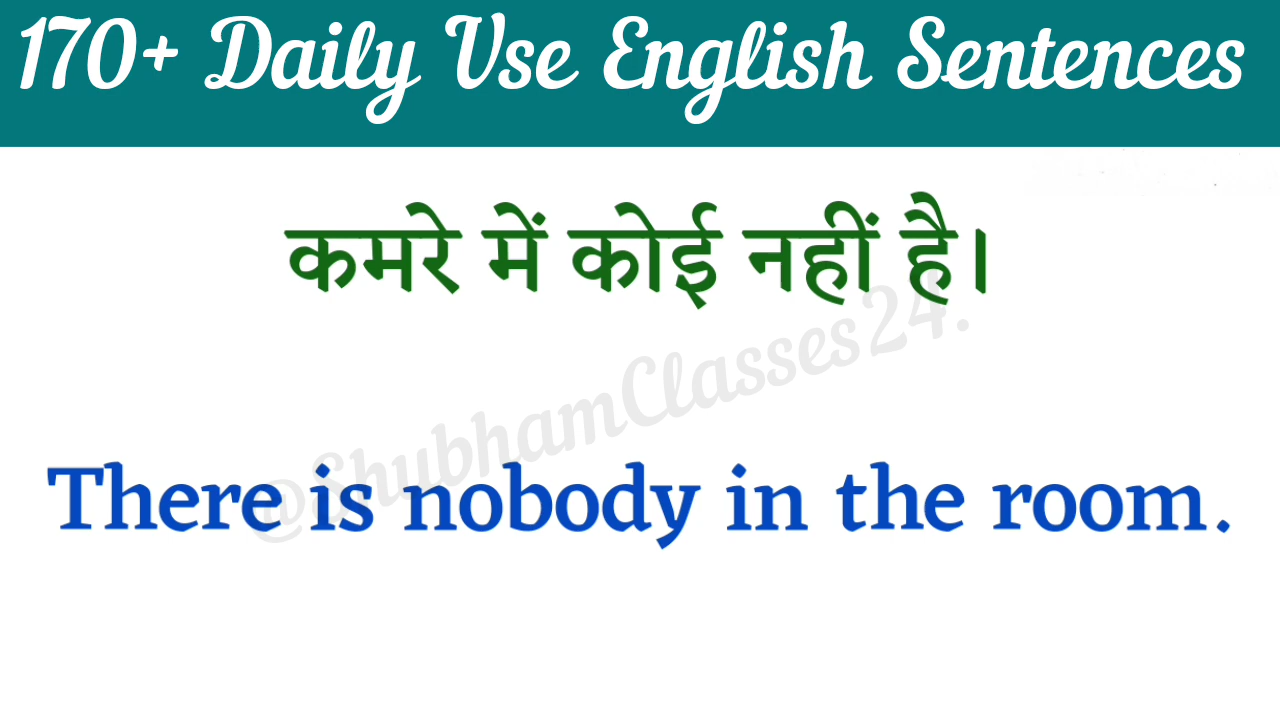 170+ Daily Use English Sentences
कमरे में कोई नहीं है।
@ShubhamClasses24.
There is nobody in the room.